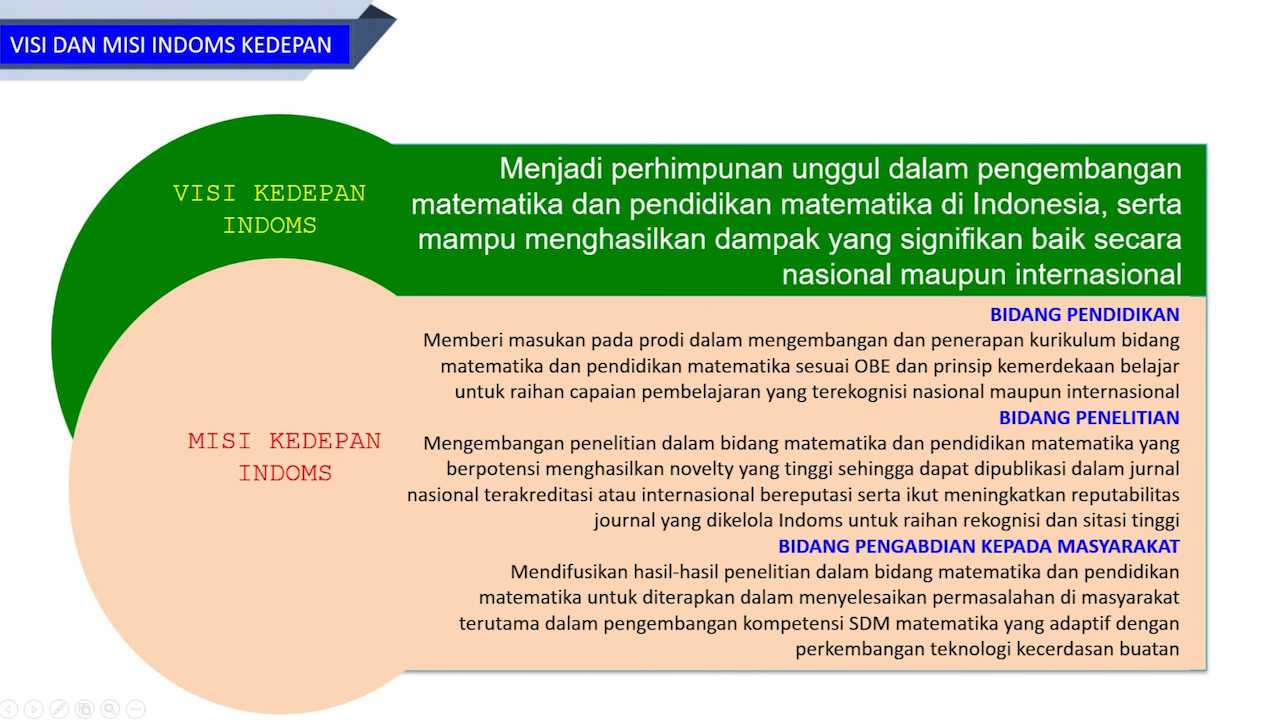 VISI DAN MISI INDOMS KEDEPAN
VISI KEDEPAN
INDOMS
Menjadi perhimpunan unggul dalam pengembangan
matematika dan pendidikan matematika di Indonesia, serta
mampu menghasilkan dampak yang signifikan baik secara
nasional maupun internasional
MISI KEDEPAN
INDOMS
BIDANG PENDIDIKAN
Memberi masukan pada prodi dalam mengembangan dan penerapan kurikulum bidang
matematika dan pendidikan matematika sesuai OBE dan prinsip kemerdekaan belajar
untuk raihan capaian pembelajaran yang terekognisi nasional maupun internasional
BIDANG PENELITIAN
Mengembangan penelitian dalam bidang matematika dan pendidikan matematika yang
berpotensi menghasilkan novelty yang tinggi sehingga dapat dipublikasi dalam jurnal
nasional terakreditasi atau internasional bereputasi serta ikut meningkatkan reputabilitas
journal yang dikelola Indoms untuk raihan rekognisi dan sitasi tinggi
BIDANG PENGABDIAN KEPADA MASYARAKAT
Mendifusikan hasil-hasil penelitian dalam bidang matematika dan pendidikan
matematika untuk diterapkan dalam menyelesaikan permasalahan di masyarakat
terutama dalam pengembangan kompetensi SDM matematika yang adaptif dengan
perkembangan teknologi kecerdasan buatan